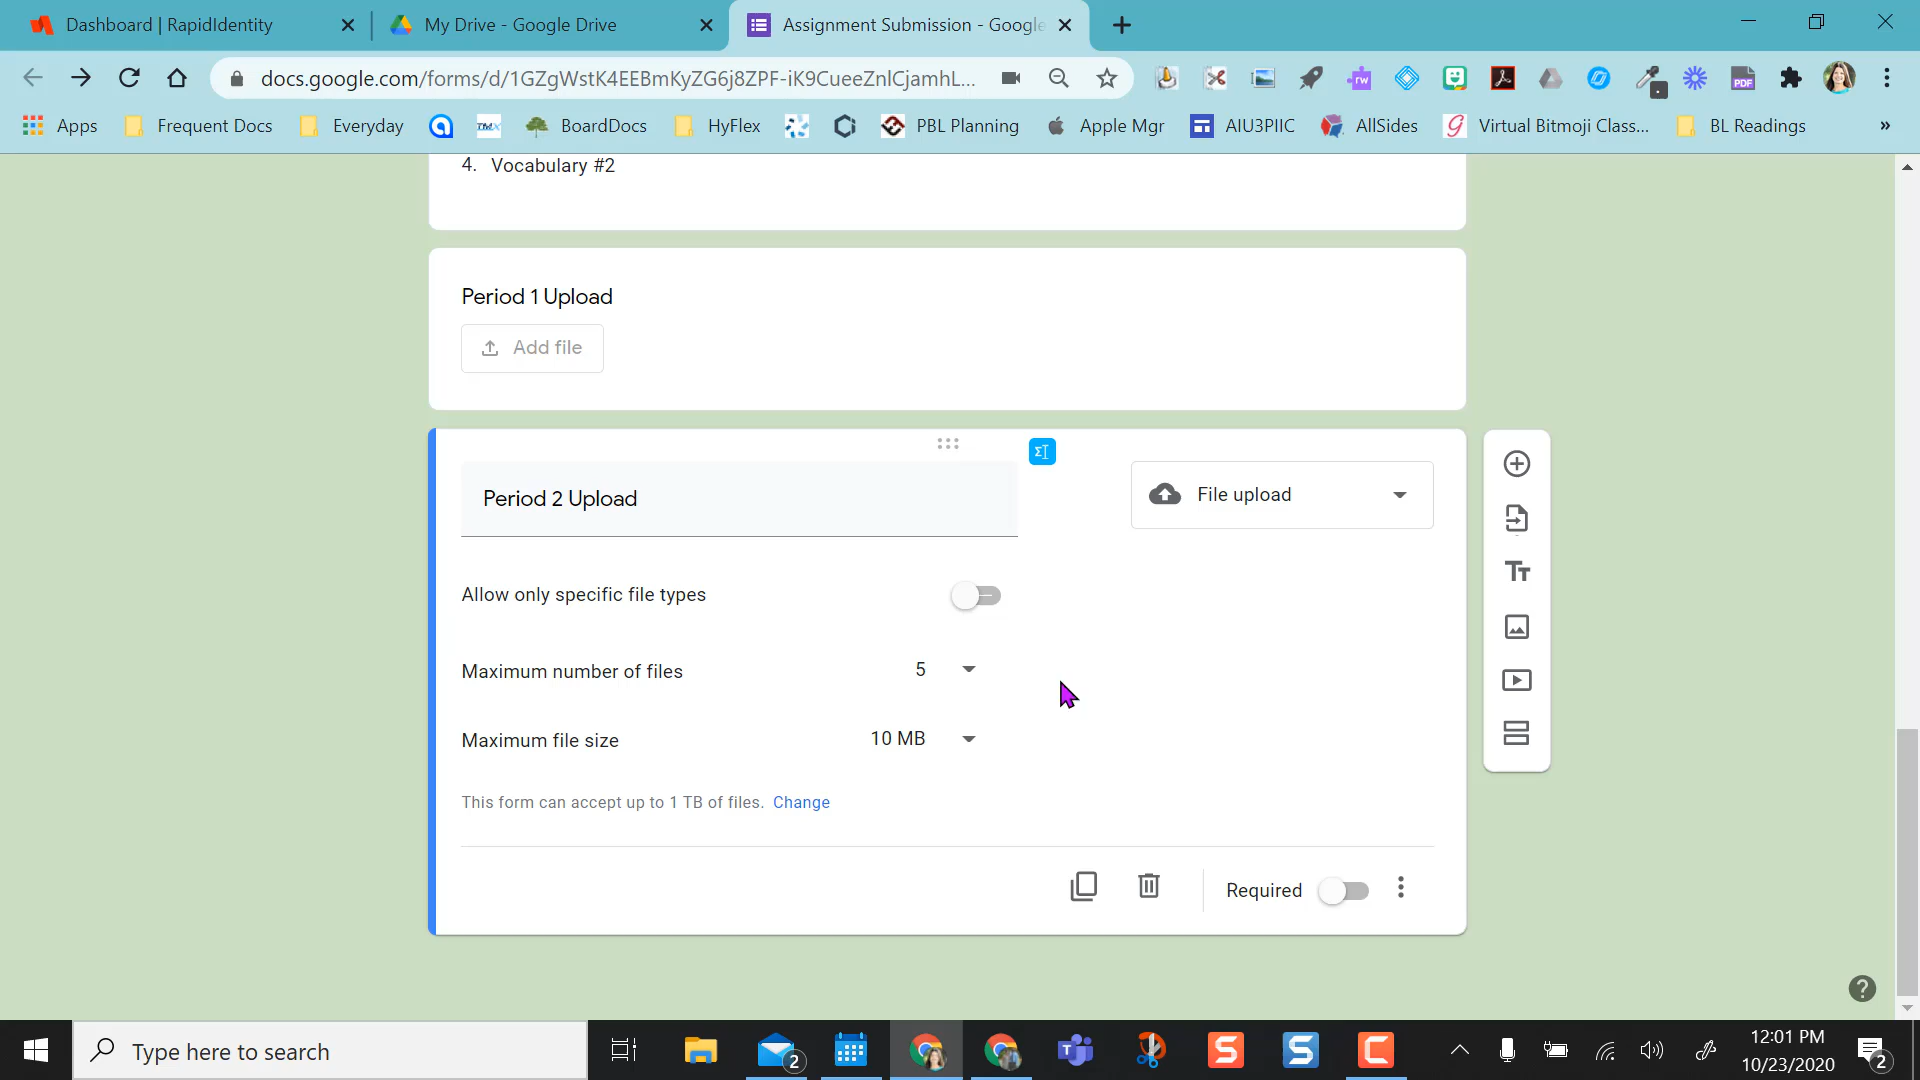 Dashboard | RapidIdentity
My Drive - Google Drive
Assignment Submission - Google
docs.google.com/forms/d/1GZgWstK4EEBmKyZG6j8ZPF-iK9CueeZnlCjamhL...
rw
PDF
Apps
Frequent Docs
Everyday
BoardDocs
HyFlex
PBL Planning
Apple Mgr
AIU3PIIC
AllSides
Virtual Bitmoji Class...
BL Readings
»
4. Vocabulary #2
Period 1 Upload
Add file
Period 2 Upload
File upload
Allow only specific file types
Maximum number of files
5
Maximum file size
10 MB
This form can accept up to 1 TB of files. Change
Required
Type here to search
2
12:01 PM
10/23/2020
2